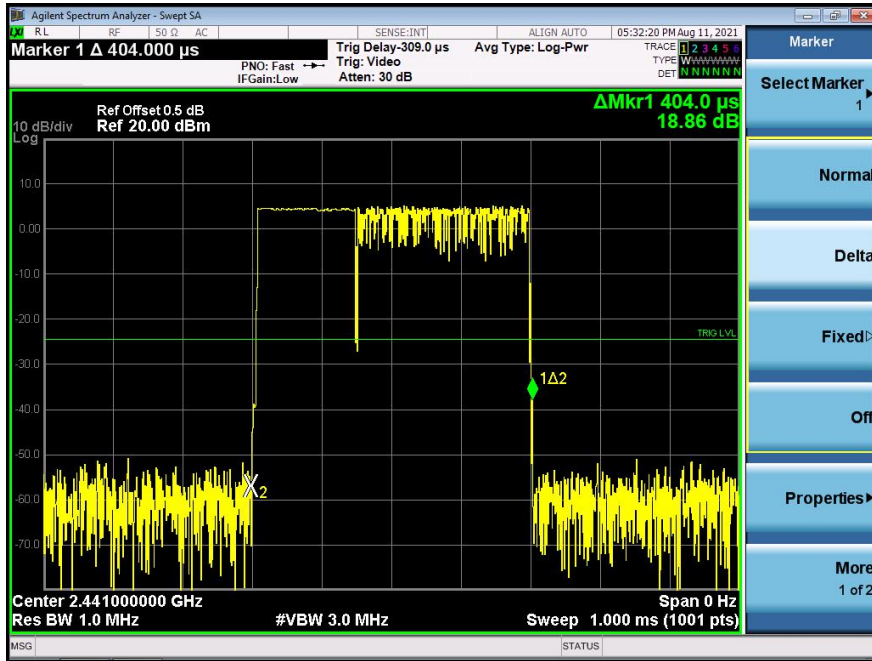 Agilent Spectrum Analyzer - Swept SA
LXI RL RF 50 Ω AC SENSE:INT ALIGN AUTO 05:32:20 PM Aug 11, 2021
Marker 1 Δ 404.000 µs
PNO: Fast
IFGain:Low
Trig Delay-309.0 µs
Trig: Video
Atten: 30 dB
Avg Type: Log-Pwr
TRACE 1 2 3 4 5 6
TYPE WWWWWW
DET N N N N N N
ΔMkr1 404.0 µs
18.86 dB
Ref Offset 0.5 dB
10 dB/div Ref 20.00 dBm
Log
10.0
0.00
-10.0
-20.0
TRIG LVL
-30.0
1Δ2
-40.0
-50.0
X2
-60.0
-70.0
Center 2.441000000 GHz Span 0 Hz
Res BW 1.0 MHz #VBW 3.0 MHz Sweep 1.000 ms (1001 pts)
MSG STATUS
Marker
Select Marker
1
Normal
Delta
Fixed
Off
Properties
More
1 of 2